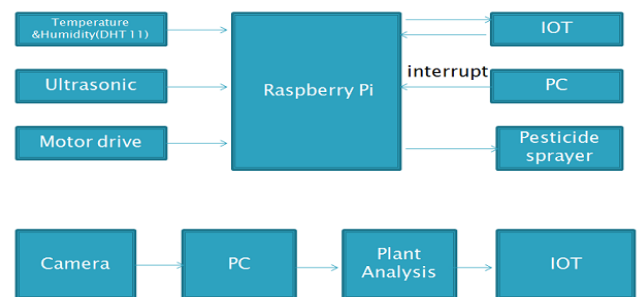 Temperature
&Humidity(DHT 11)
IOT
Ultrasonic
Raspberry Pi
interrupt
PC
Motor drive
Pesticide
sprayer
Camera
PC
Plant
Analysis
IOT